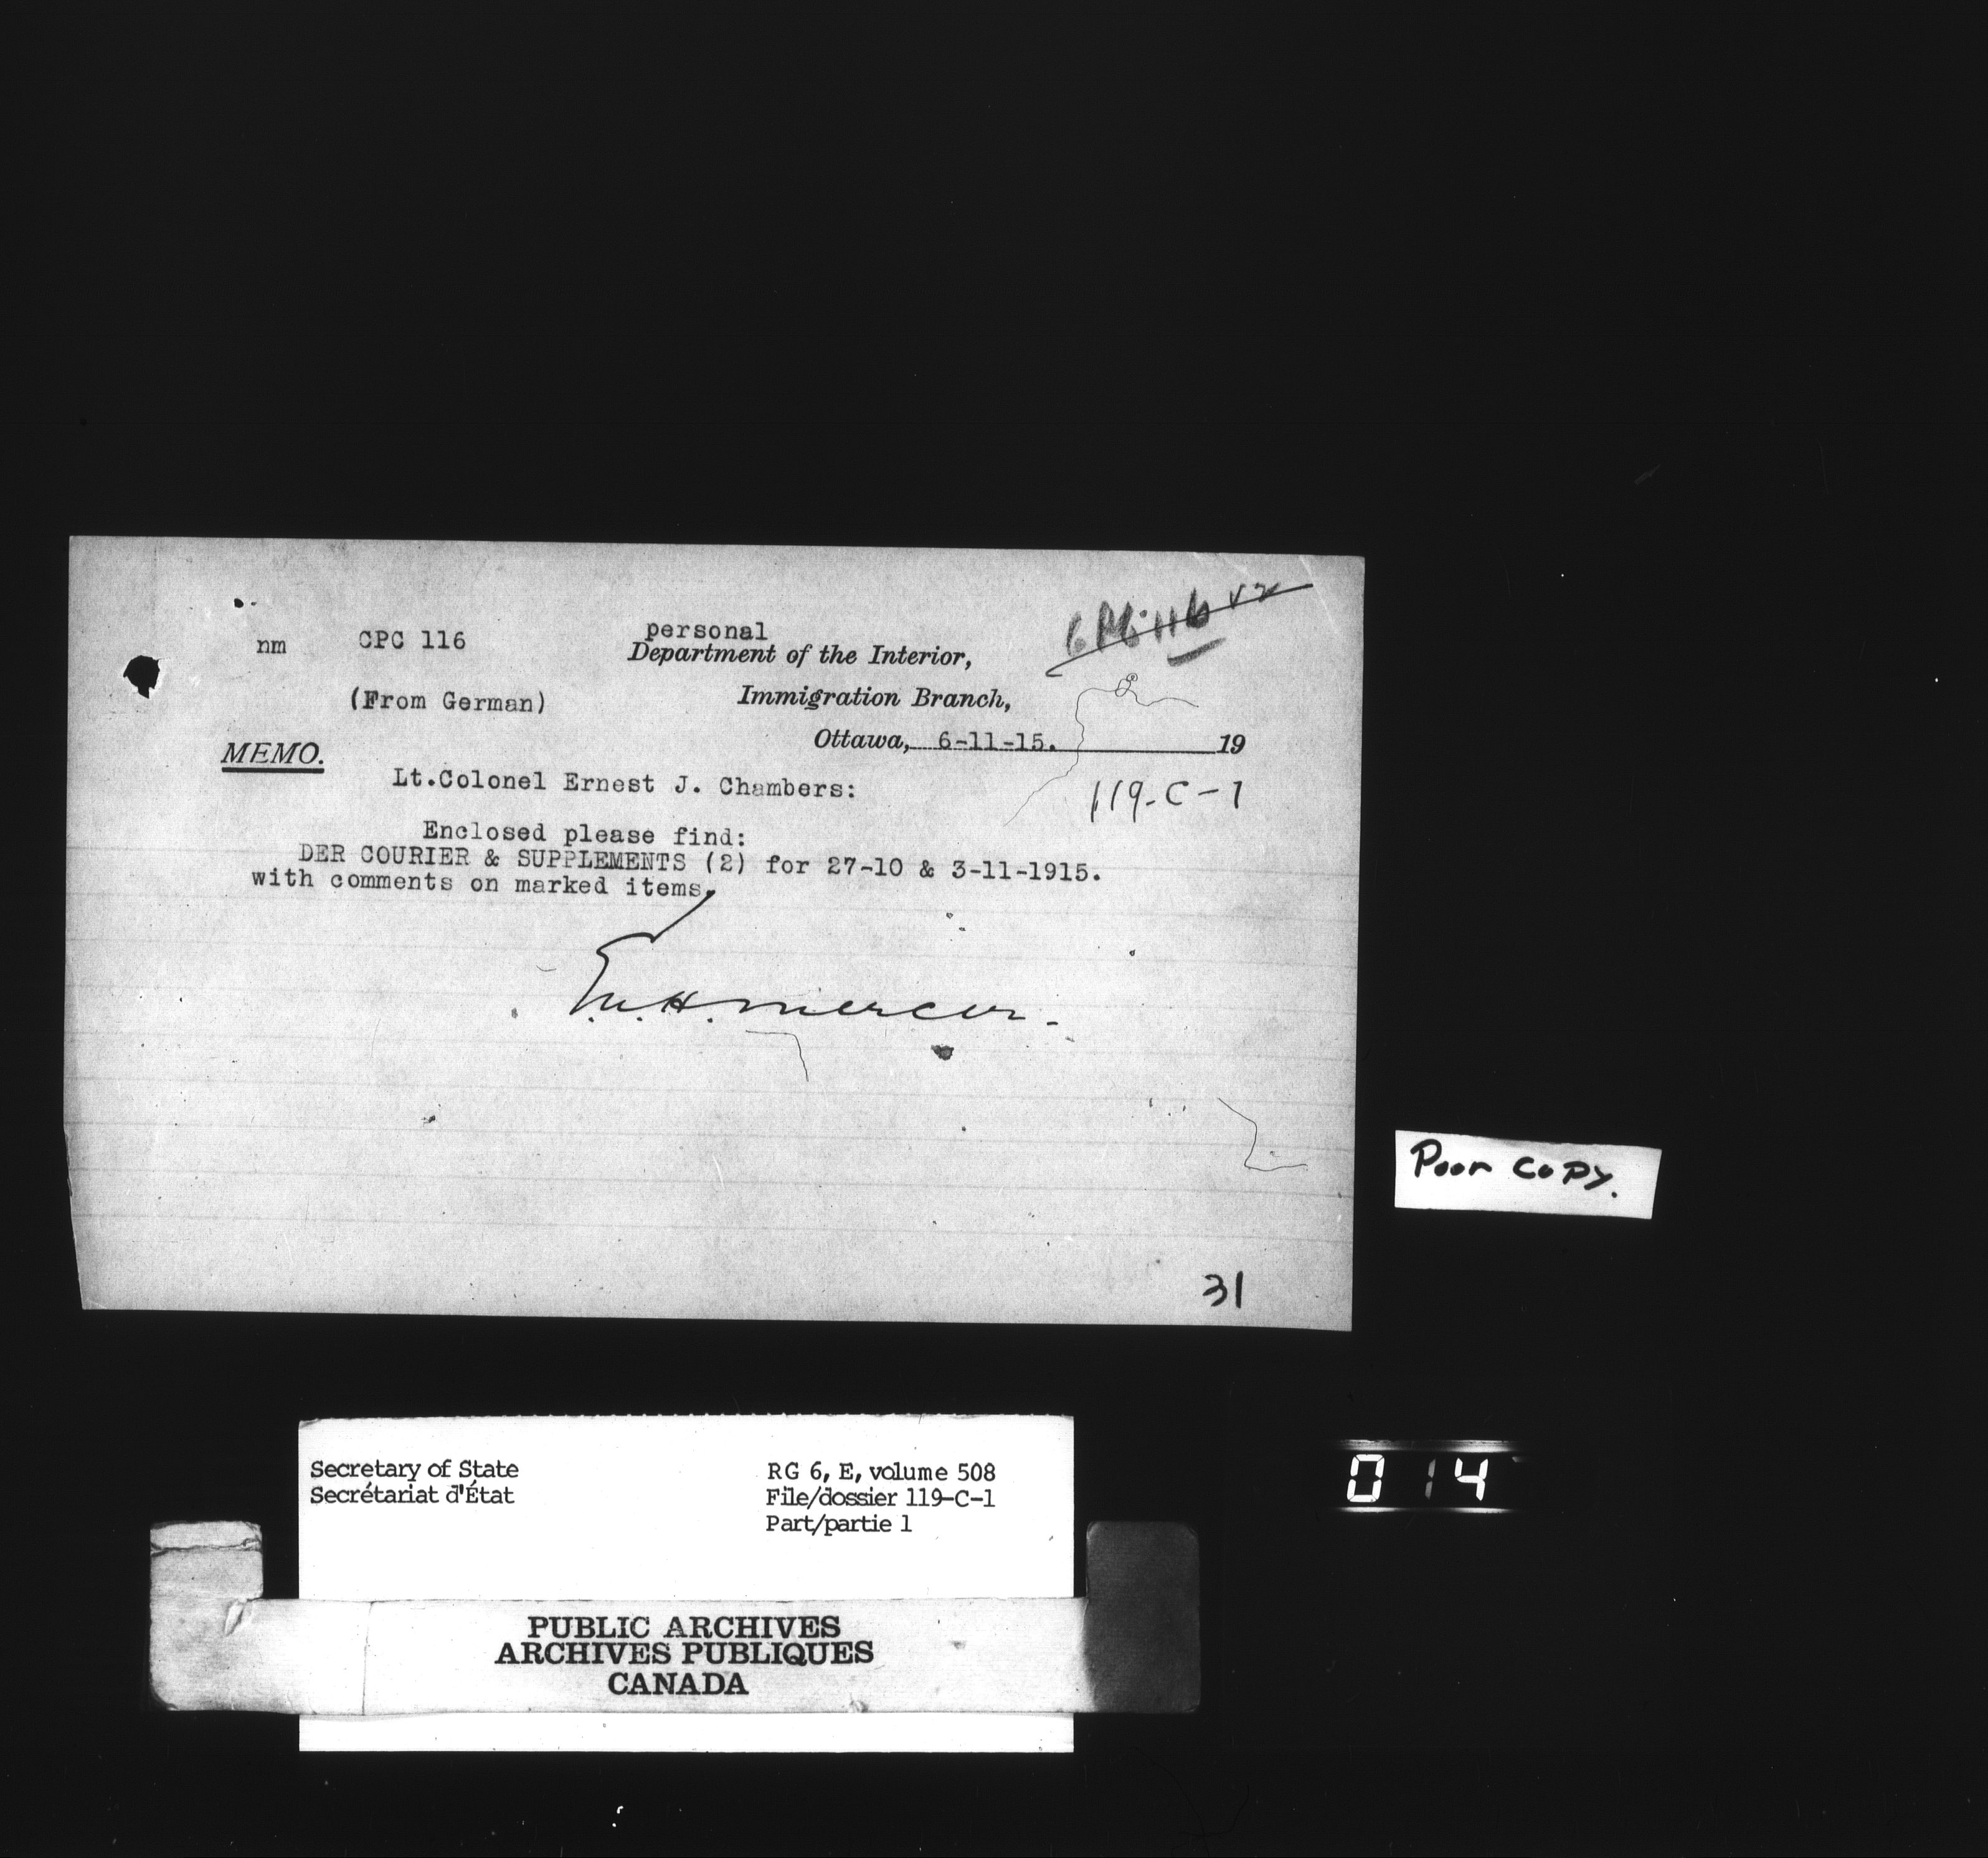 nm CPC 116 personal
Department of the Interior,
(From German) Immigration Branch,
Ottawa, 6-11-15. 19
MEMO.
Lt.Colonel Ernest J. Chambers:
119-C-1
Enclosed please find:
DER COURIER & SUPPLEMENTS (2) for 27-10 & 3-11-1915.
with comments on marked items.
Poor Copy.
31
Secretary of State
Secrétariat d'État
RG 6, E, volume 508
File/dossier 119-C-1
Part/partie 1
014
PUBLIC ARCHIVES
ARCHIVES PUBLIQUES
CANADA